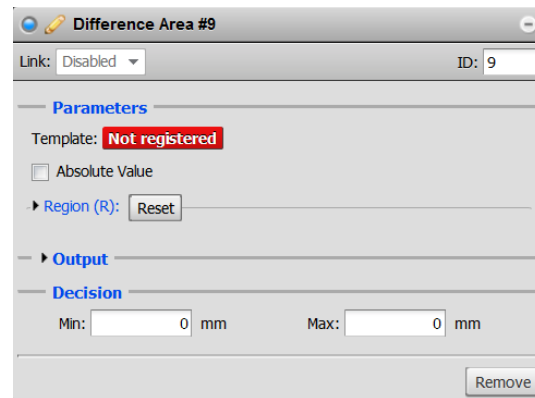 Difference Area #9
Link: Disabled ID: 9
Parameters
Template: Not registered
Absolute Value
Region (R): Reset
Output
Decision
Min: 0 mm Max: 0 mm
Remove